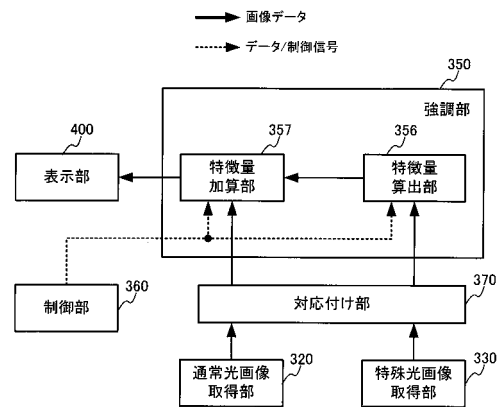 画像データ
データ/制御信号
350
強調部
400
表示部
357
特徴量
加算部
356
特徴量
算出部
制御部
360
対応付け部
370
通常光画像
取得部
320
特殊光画像
取得部
330